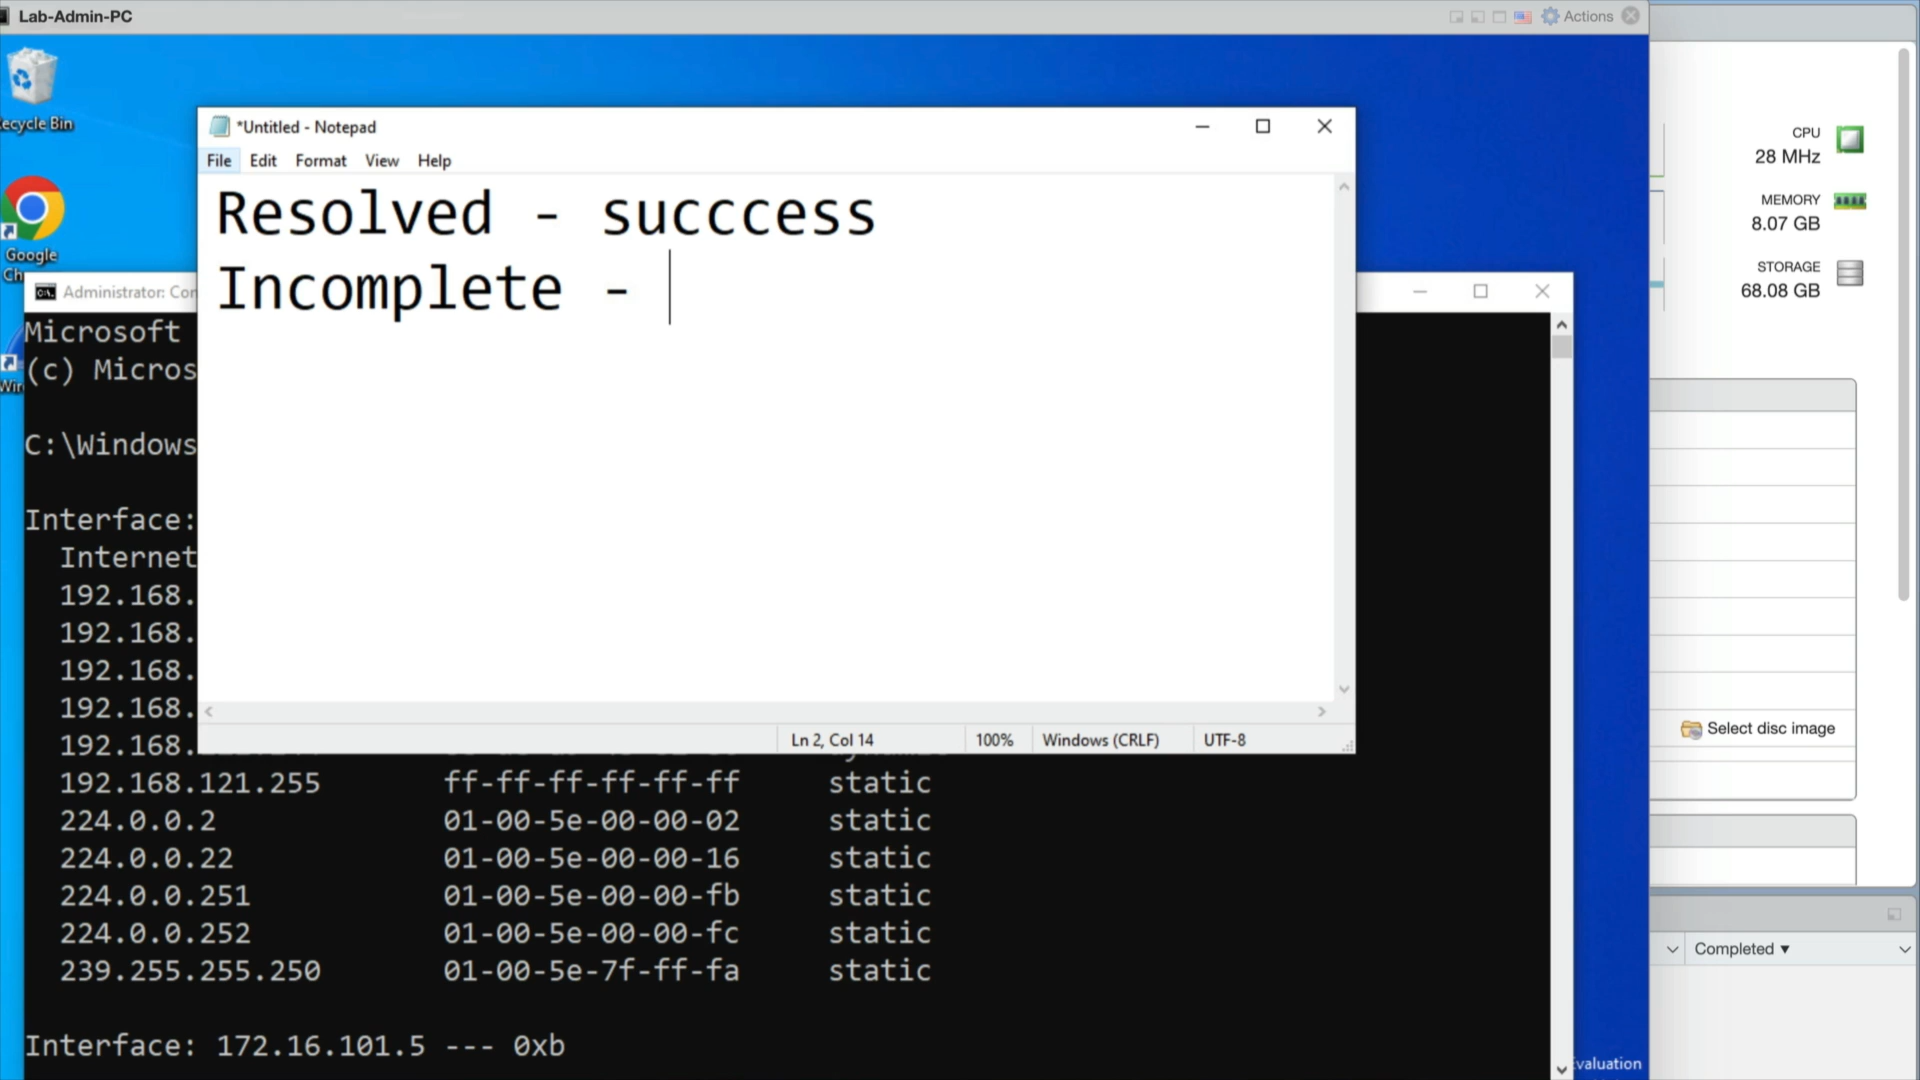 Lab-Admin-PC
Actions
Recycle Bin
Google
Ch
*Untitled - Notepad
File Edit Format View Help
Resolved - succcess
Incomplete -
Ln 2, Col 14 100% Windows (CRLF) UTF-8
Administrator: Co
Microsoft
(c) Micros
C:\Windows
Interface:
Internet
192.168.
192.168.
192.168.
192.168.
192.168.
192.168.121.255 ff-ff-ff-ff-ff-ff static
224.0.0.2 01-00-5e-00-00-02 static
224.0.0.22 01-00-5e-00-00-16 static
224.0.0.251 01-00-5e-00-00-fb static
224.0.0.252 01-00-5e-00-00-fc static
239.255.255.250 01-00-5e-7f-ff-fa static
Interface: 172.16.101.5 --- 0xb
valuation
CPU
28 MHz
MEMORY
8.07 GB
STORAGE
68.08 GB
Select disc image
Completed